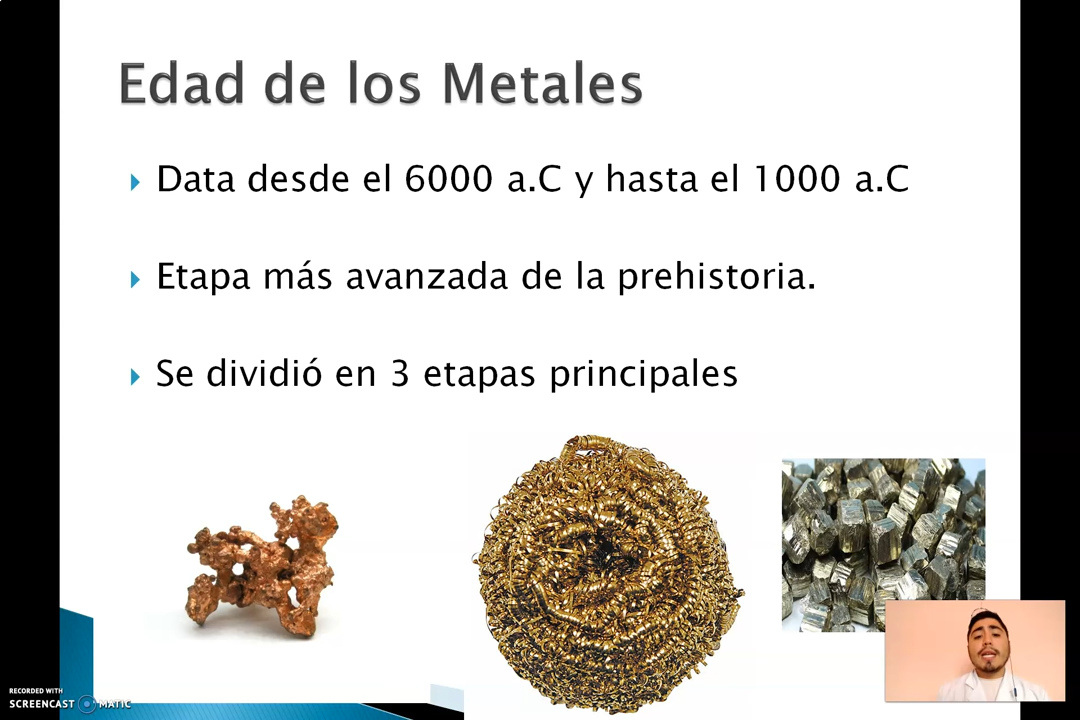 Edad de los Metales
Data desde el 6000 a.C y hasta el 1000 a.C
Etapa más avanzada de la prehistoria.
Se dividió en 3 etapas principales
RECORDED WITH
SCREENCAST MATIC